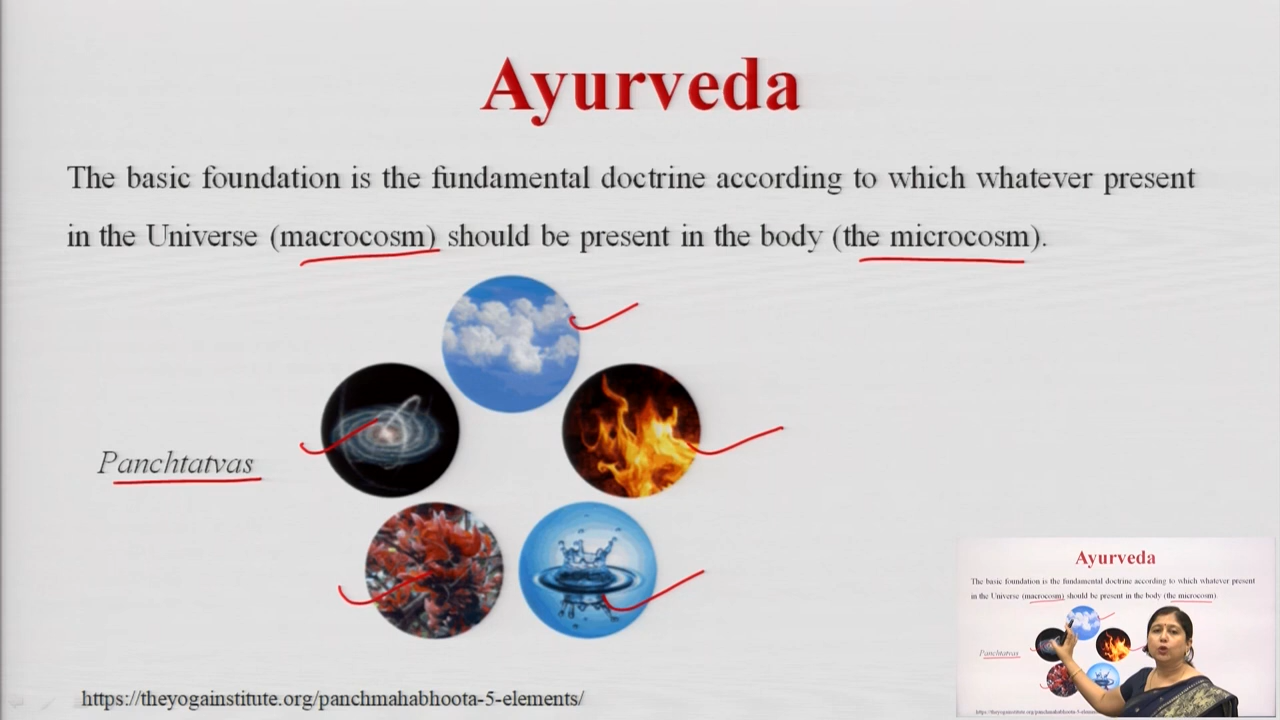 Ayurveda
The basic foundation is the fundamental doctrine according to which whatever present
in the Universe (macrocosm) should be present in the body (the microcosm).
Panchtatvas
https://theyogainstitute.org/panchmahabhoota-5-elements/
Ayurveda
The basic foundation is the fundamental doctrine according to which whatever present
in the Universe (macrocosm) should be present in the body (the microcosm).
Panchtatvas